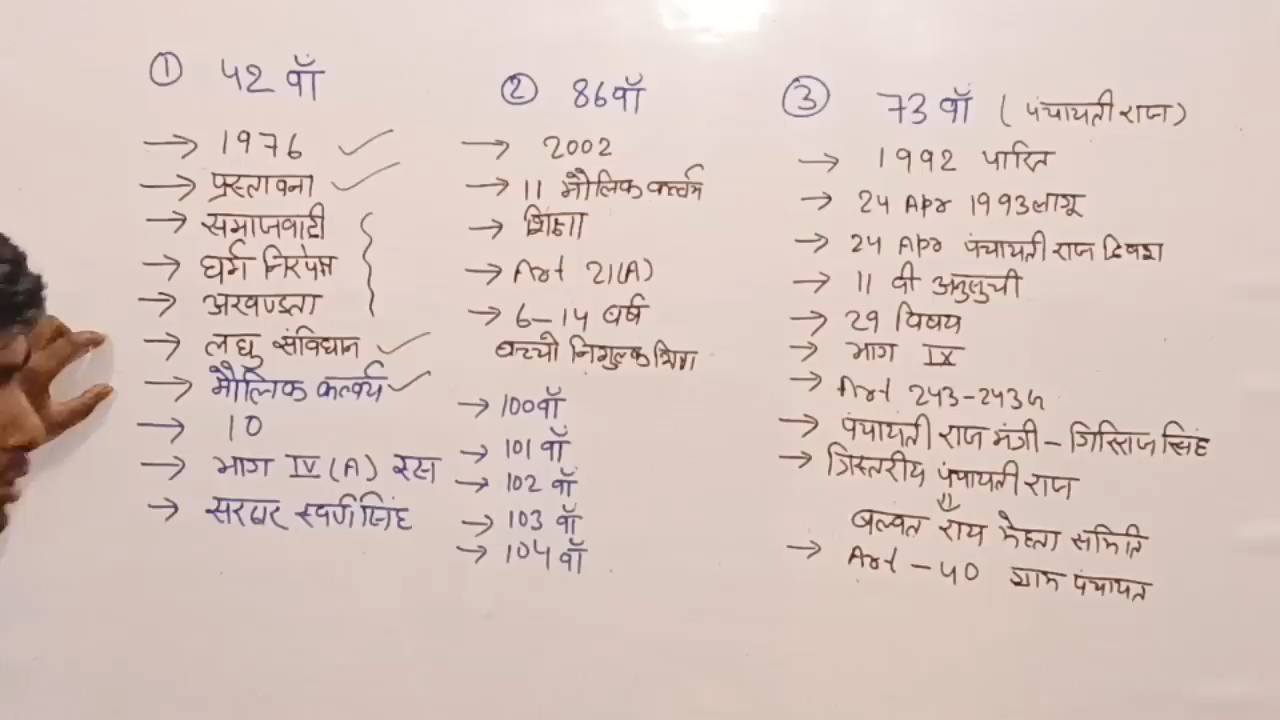 ① 42 वाँ
→ 1976 ✓
→ प्रस्तावना ✓
→ समाजवादी
→ धर्म निरपेक्ष
→ अखण्डता
→ लघु संविधान ✓
→ मौलिक कर्त्तव्य ✓
→ 10
→ भाग IV (A)
→ सरदार स्वर्ण सिंह
② 86वाँ
→ 2002
→ 11 मौलिक कर्त्तव्य
→ शिक्षा
→ Art 21(A)
→ 6-14 वर्ष
बच्चो निशुल्क शिक्षा
→ 100वाँ
→ 101 वाँ
→ 102 वाँ
→ 103 वाँ
→ 104 वाँ
③ 73 वाँ (पंचायती राज)
→ 1992 पारित
→ 24 Apr 1993 लागू
→ 24 Apr पंचायती राज दिवस
→ 11 वी अनुसुची
→ 29 विषय
→ भाग IX
→ Art 243-243
→ पंचायती राज मंत्री - गिरिराज सिंह
→ त्रिस्तरीय पंचायती राज
⇓
बलवंत राय मेहता समिति
→ Art - 40 ग्राम पंचायत